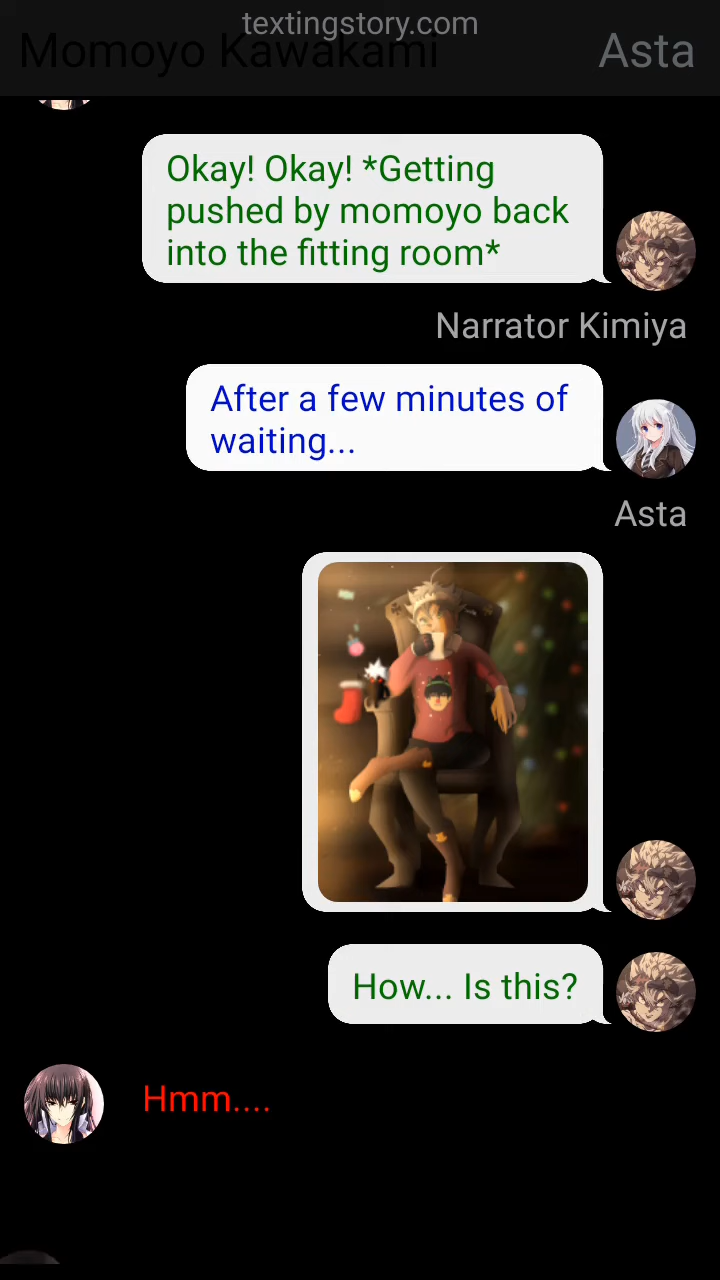 textingstory.com
Momoyo Kawakami
Asta
Okay! Okay! *Getting
pushed by momoyo back
into the fitting room*
Narrator Kimiya
After a few minutes of
waiting...
Asta
How... Is this?
Hmm....